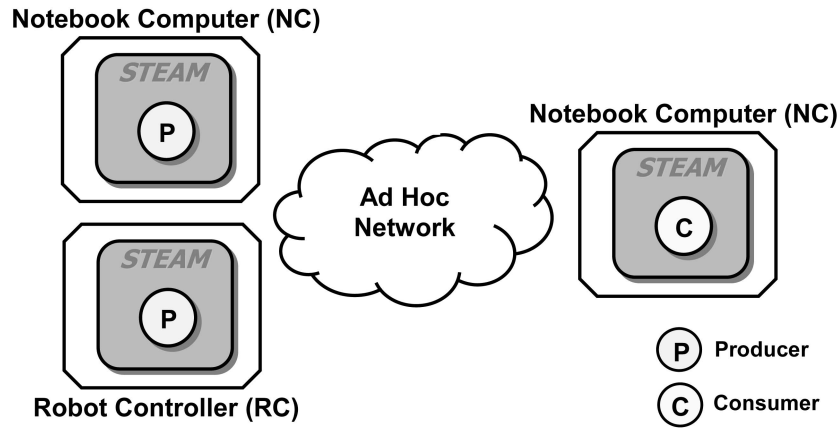 Notebook Computer (NC)
STEAM
P
Notebook Computer (NC)
STEAM
C
Ad Hoc
Network
STEAM
P
Robot Controller (RC)
P Producer
C Consumer